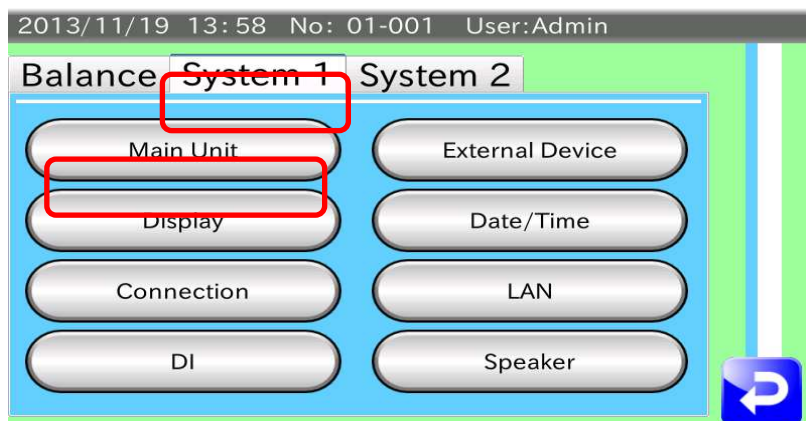 2013/11/19 13:58 No: 01-001 User:Admin
Balance System 1 System 2
Main Unit External Device
Display Date/Time
Connection LAN
DI Speaker